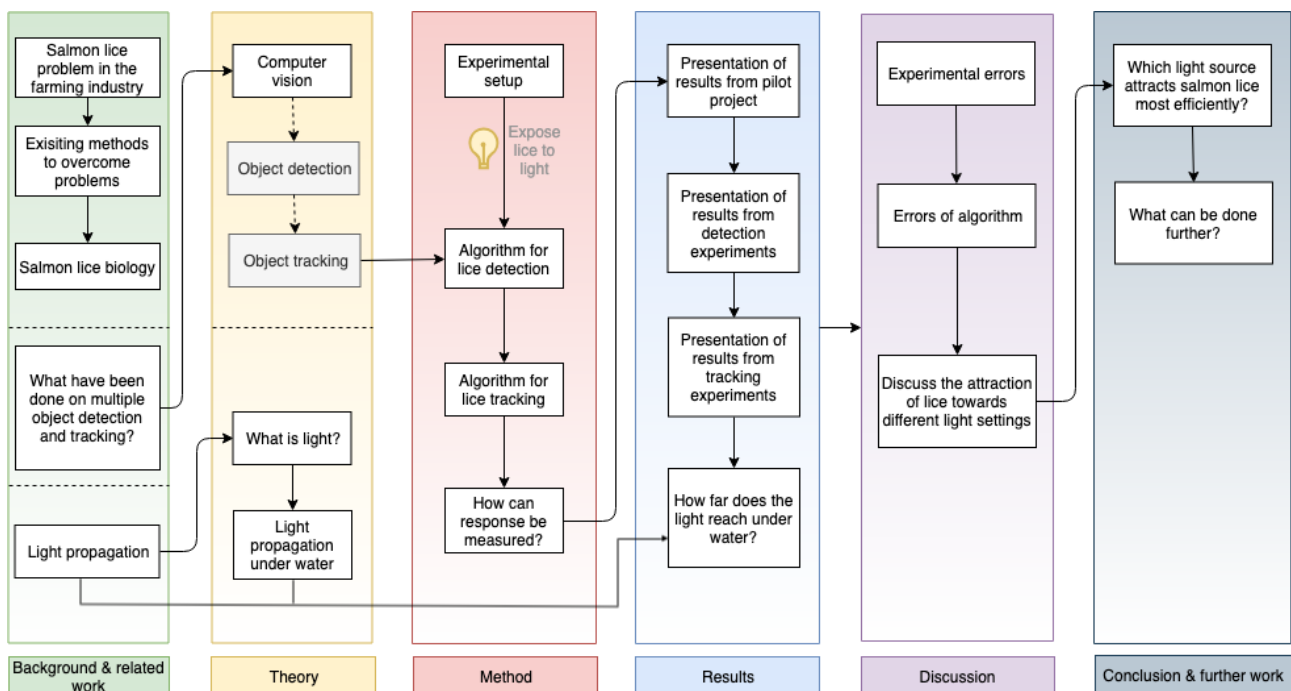 Salmon lice
problem in the
farming industry
Exisiting methods
to overcome
problems
Salmon lice biology
What have been
done on multiple
object detection
and tracking?
Light propagation
Background & related
work
Computer
vision
Object detection
Object tracking
What is light?
Light
propagation
under water
Theory
Experimental
setup
Expose
lice to
light
Algorithm for
lice detection
Algorithm for
lice tracking
How can
response be
measured?
Method
Presentation of
results from pilot
project
Presentation of
results from
detection
experiments
Presentation of
results from
tracking
experiments
How far does the
light reach under
water?
Results
Experimental errors
Errors of algorithm
Discuss the attraction
of lice towards
different light settings
Discussion
Which light source
attracts salmon lice
most efficiently?
What can be done
further?
Conclusion & further work